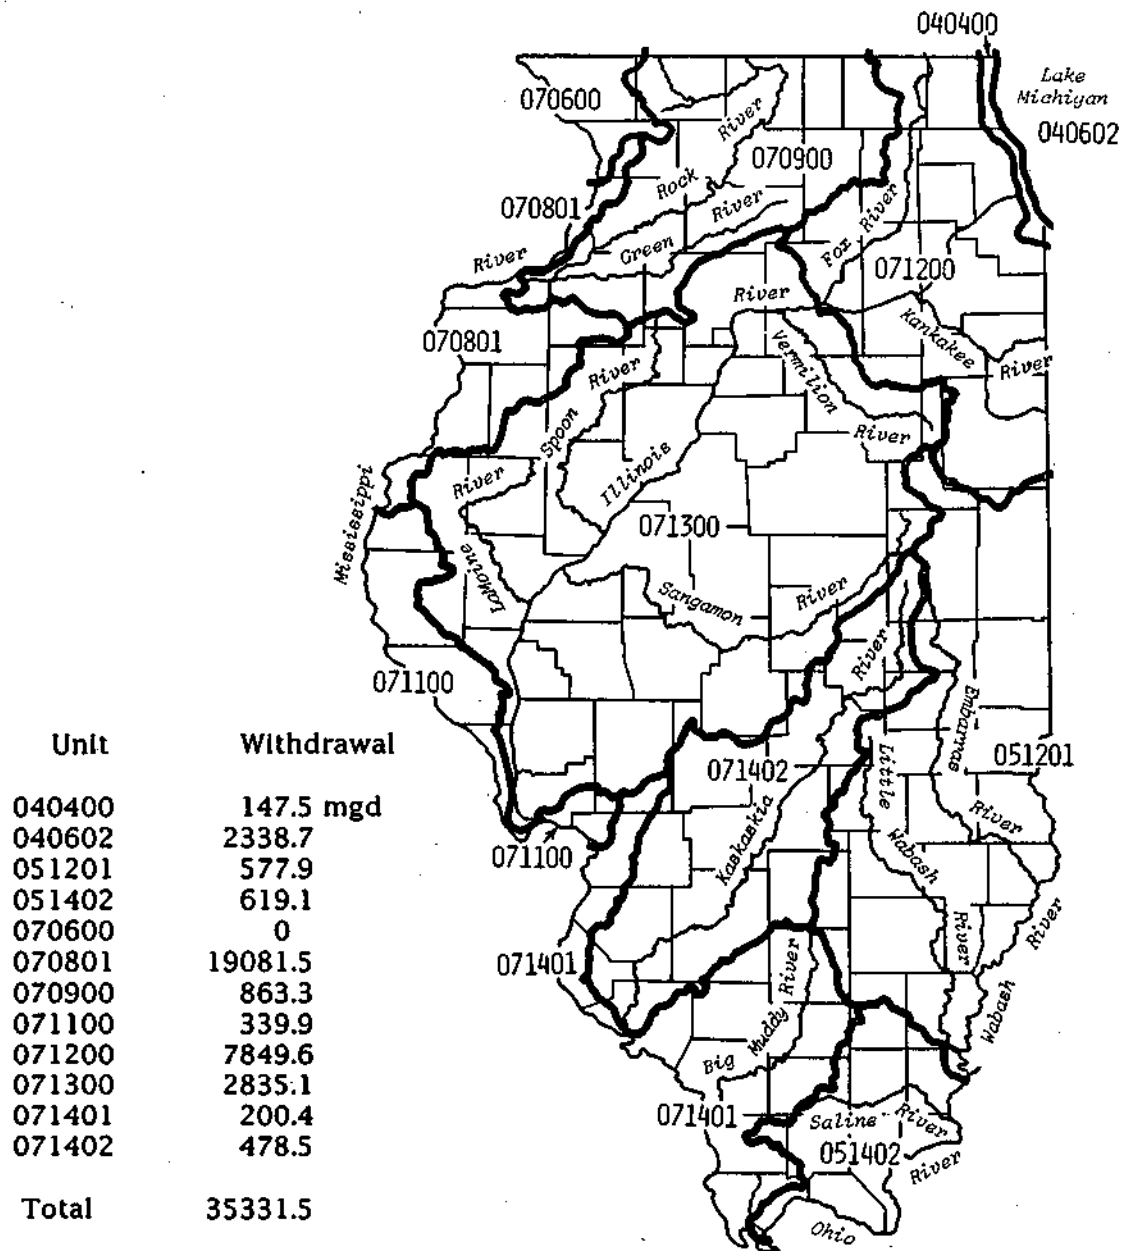 040400
Lake
Michigan
040602
070600
River
070900
Rock
River
070801
Green
Fox River
River
071200
River
Kankakee
River
070801
Vermilion
River
River
Spoon
River
Illinois
Mississippi
071300
LaMoine
Sangamon
River
River
071100
Embarras
Unit Withdrawal
040400 147.5 mgd
040602 2338.7
051201 577.9
051402 619.1
070600 0
070801 19081.5
070900 863.3
071100 339.9
071200 7849.6
071300 2835.1
071401 200.4
071402 478.5
Total 35331.5
071402
Little
051201
Kaskaskia
River
Wabash
071100
River
River
071401
River
Wabash
Big Muddy
071401
Saline River
051402
River
Ohio